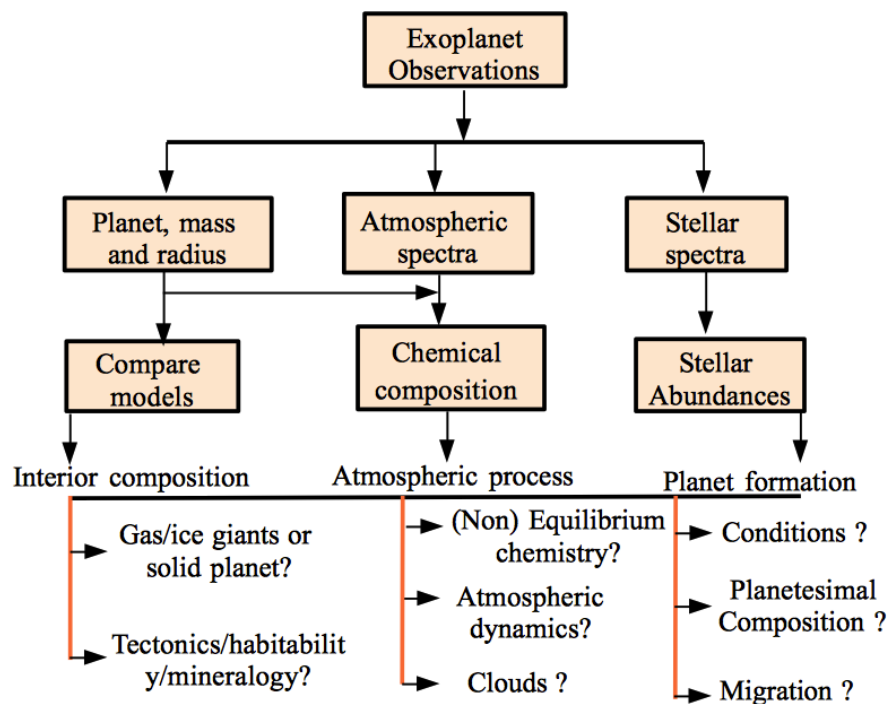 Exoplanet
Observations
Planet, mass
and radius
Atmospheric
spectra
Stellar
spectra
Compare
models
Chemical
composition
Stellar
Abundances
Interior composition
Atmospheric process
Planet formation
Gas/ice giants or
solid planet?
Tectonics/habitabilit
y/mineralogy?
(Non) Equilibrium
chemistry?
Atmospheric
dynamics?
Clouds ?
Conditions ?
Planetesimal
Composition ?
Migration ?